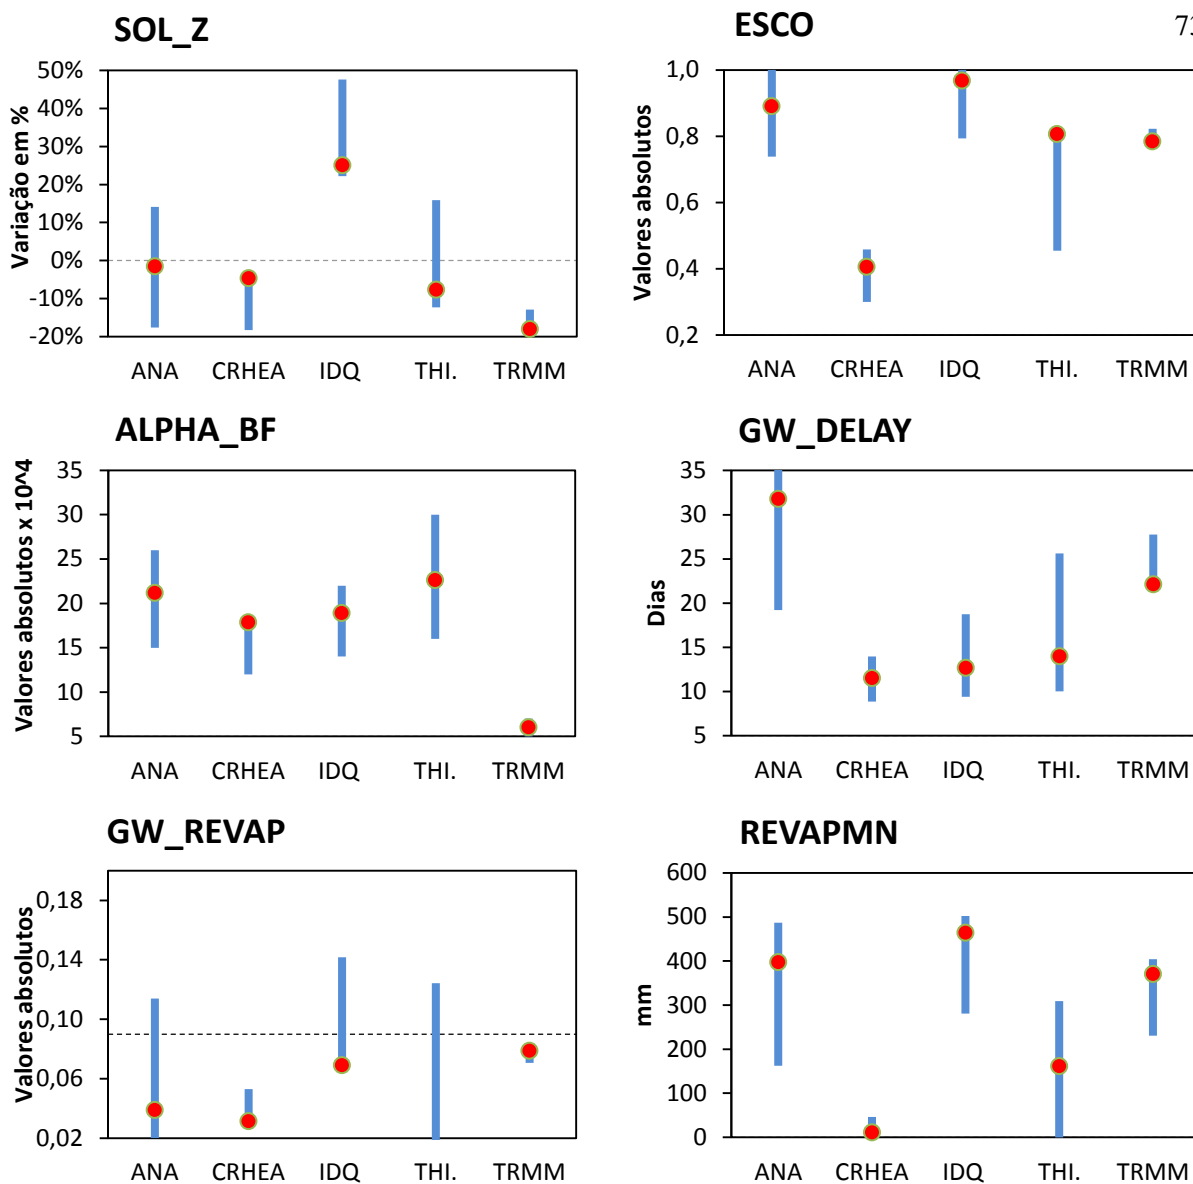 73
SOL_Z
Variação em %
50%
40%
30%
20%
10%
0%
-10%
-20%
ANA CRHEA IDQ THI. TRMM
ESCO
Valores absolutos
1,0
0,8
0,6
0,4
0,2
ANA CRHEA IDQ THI. TRMM
ALPHA_BF
Valores absolutos x 10^4
35
30
25
20
15
10
5
ANA CRHEA IDQ THI. TRMM
GW_DELAY
Dias
35
30
25
20
15
10
5
ANA CRHEA IDQ THI. TRMM
GW_REVAP
Valores absolutos
0,18
0,14
0,10
0,06
0,02
ANA CRHEA IDQ THI. TRMM
REVAPMN
mm
600
500
400
300
200
100
0
ANA CRHEA IDQ THI. TRMM